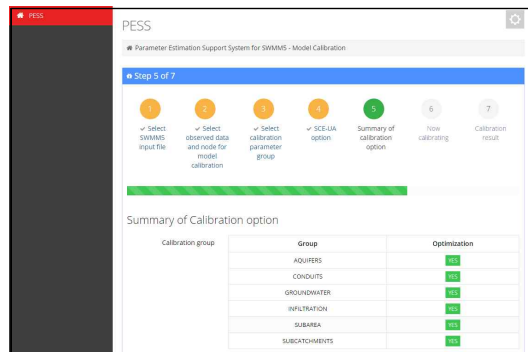 PESS
PESS
Parameter Estimation Support System for SWMM5 - Model Calibration
Step 5 of 7
1 2 3 4 5 6 7
✓ Select SWMM5 input file
✓ Select observed data and node for model calibration
✓ Select calibration parameter group
✓ SCE-UA option
Summary of calibration option
Now calibrating
Calibration result
Summary of Calibration option
Calibration group
Group Optimization
AQUIFERS YES
CONDUITS YES
GROUNDWATER YES
INFILTRATION YES
SUBAREA YES
SUBCATCHMENTS YES